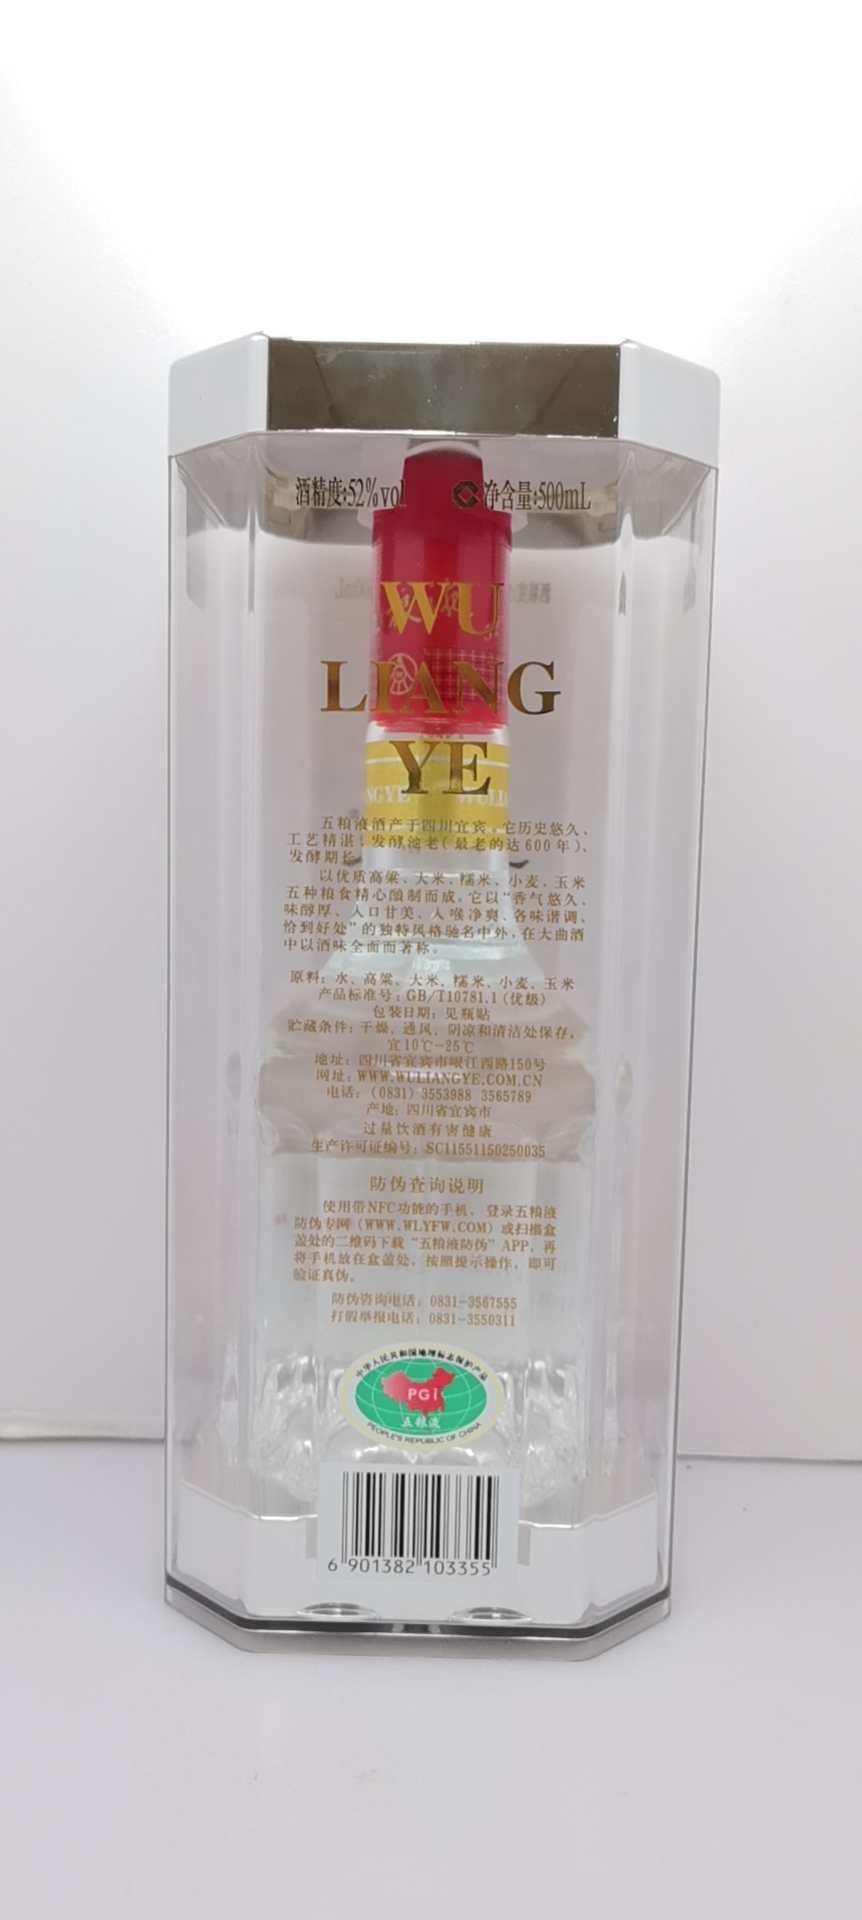 酒精度:52%vol 净含量:500mL
WU
LIANG
YE
五粮液酒产于四川宜宾。它历史悠久、
工艺精湛、发酵池老(最老的达600年)、
发酵期长。
以优质高粱、大米、糯米、小麦、玉米
五种粮食精心酿制而成。它以“香气悠久、
味醇厚、入口甘美、入喉净爽、各味谐调、
恰到好处”的独特风格驰名中外,在大曲酒
中以酒味全面而著称。
原料:水、高粱、大米、糯米、小麦、玉米
产品标准号:GB/T10781.1(优级)
包装日期:见瓶贴
贮藏条件:干燥、通风、阴凉和清洁处保存,
宜10℃-25℃
地址:四川省宜宾市岷江西路150号
网址:WWW.WULIANGYE.COM.CN
电话:(0831)3553988 3565789
产地:四川省宜宾市
过量饮酒有害健康
生产许可证编号:SC11551150250035
防伪查询说明
使用带NFC功能的手机,登录五粮液
防伪专网(WWW.WLYFW.COM)或扫描盒
盖处的二维码下载“五粮液防伪”APP,再
将手机放在盒盖处,按照提示操作,即可
验证真伪。
防伪咨询电话:0831-3567555
打假举报电话:0831-3550311
中华人民共和国地理标志保护产品
PGI
五粮液
PEOPLE'S REPUBLIC OF CHINA
6 901382 103355